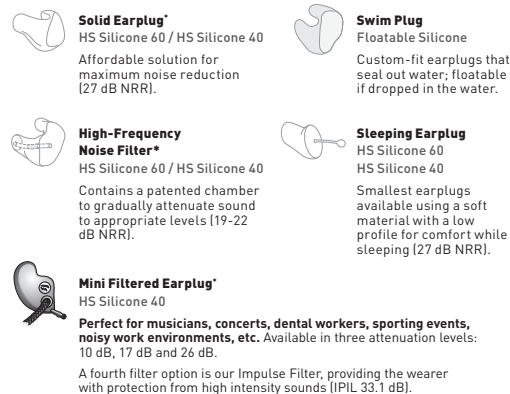 Solid Earplug*
HS Silicone 60 / HS Silicone 40
Affordable solution for
maximum noise reduction
(27 dB NRR).
Swim Plug
Floatable Silicone
Custom-fit earplugs that
seal out water; floatable
if dropped in the water.
High-Frequency
Noise Filter*
HS Silicone 60 / HS Silicone 40
Contains a patented chamber
to gradually attenuate sound
to appropriate levels (19-22
dB NRR).
Sleeping Earplug
HS Silicone 60
HS Silicone 40
Smallest earplugs
available using a soft
material with a low
profile for comfort while
sleeping (27 dB NRR).
Mini Filtered Earplug*
HS Silicone 40
Perfect for musicians, concerts, dental workers, sporting events,
noisy work environments, etc. Available in three attenuation levels:
10 dB, 17 dB and 26 dB.
A fourth filter option is our Impulse Filter, providing the wearer
with protection from high intensity sounds (IPIL 33.1 dB).